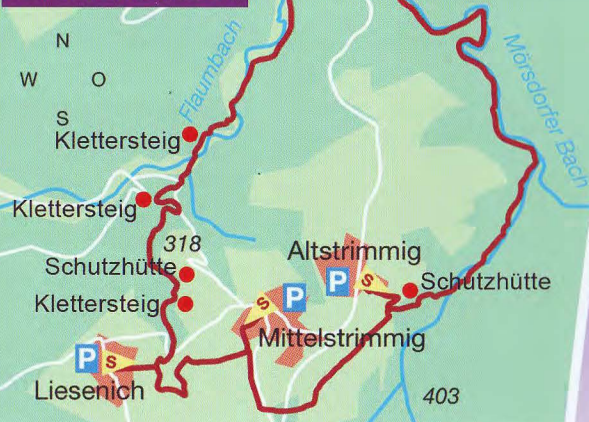 N
W O
S
Flaumbach
Mörsdorfer Bach
Klettersteig
Klettersteig
318
Altstrimmig
Schutzhütte
P S
Schutzhütte
Klettersteig
S P
Mittelstrimmig
P S
Liesenich
403